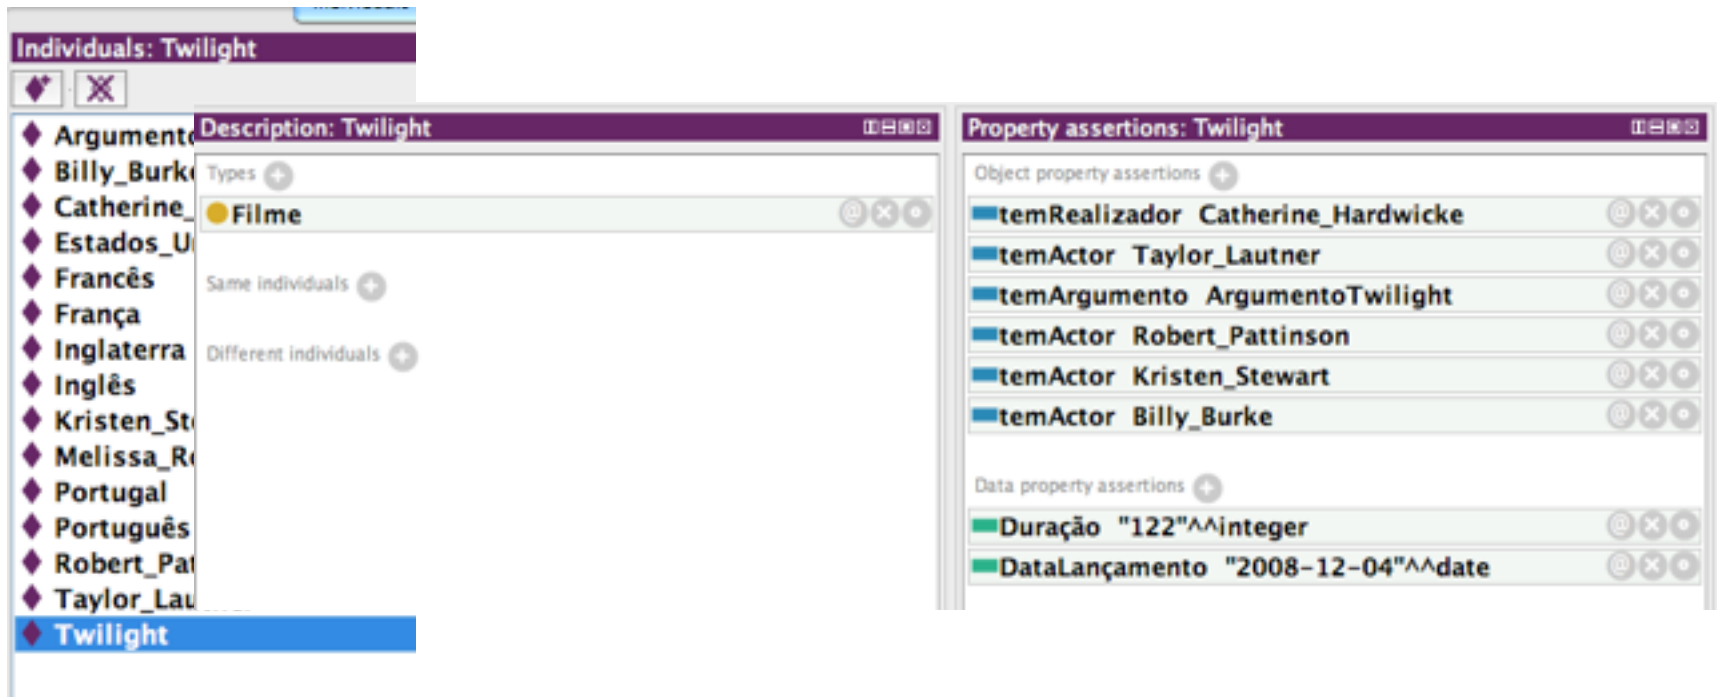 Individuals: Twilight
Billy_Burk
Catherine_
Francês
França
Inglaterra
Inglês
Kristen_St
Melissa_R
Portugal
Português
Robert_Pat
Taylor_Lau
Twilight
Description: Twilight
Types
Filme
Same individuals
Different individuals
Property assertions: Twilight
Object property assertions
temRealizador Catherine_Hardwicke
temActor Taylor_Lautner
temArgumento ArgumentoTwilight
temActor Robert_Pattinson
temActor Kristen_Stewart
temActor Billy_Burke
Data property assertions
Duração "122"^^integer
DataLançamento "2008-12-04"^^date